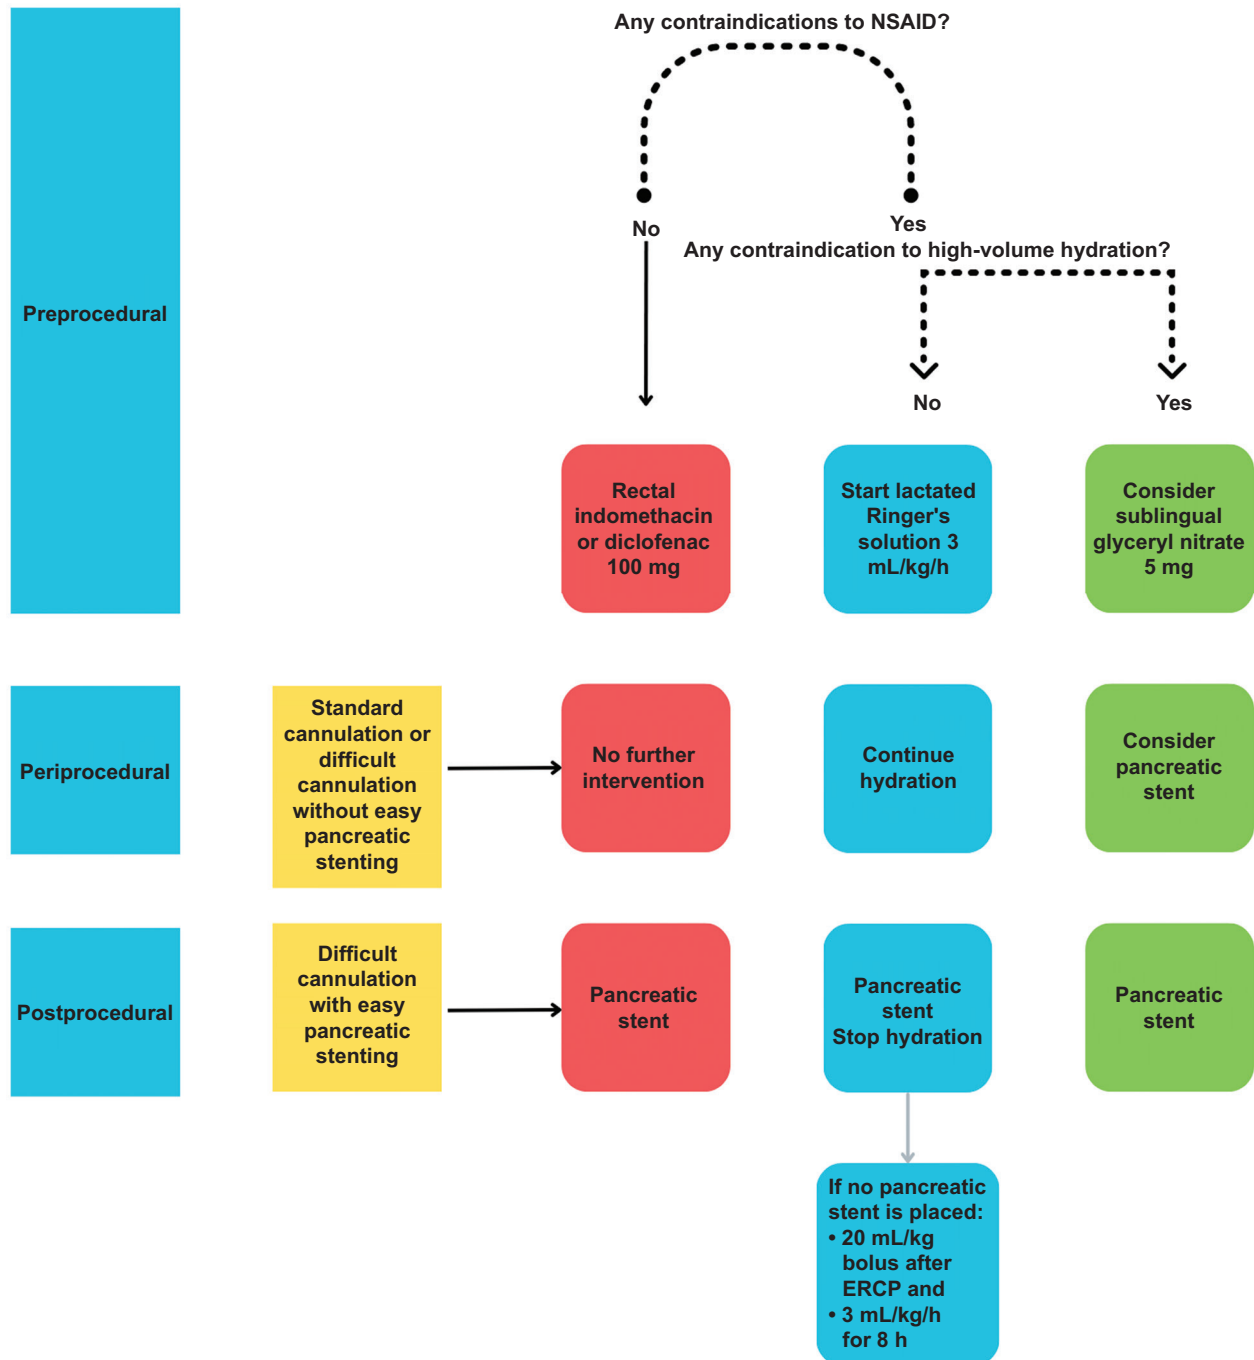 Any contraindications to NSAID?
No
Yes
Any contraindication to high-volume hydration?
No
Yes
Preprocedural
Rectal
indomethacin
or diclofenac
100 mg
Start lactated
Ringer's
solution 3
mL/kg/h
Consider
sublingual
glyceryl nitrate
5 mg
Periprocedural
Standard
cannulation or
difficult
cannulation
without easy
pancreatic
stenting
No further
intervention
Continue
hydration
Consider
pancreatic
stent
Postprocedural
Difficult
cannulation
with easy
pancreatic
stenting
Pancreatic
stent
Pancreatic
stent
Stop hydration
Pancreatic
stent
If no pancreatic
stent is placed:
• 20 mL/kg
bolus after
ERCP and
• 3 mL/kg/h
for 8 h